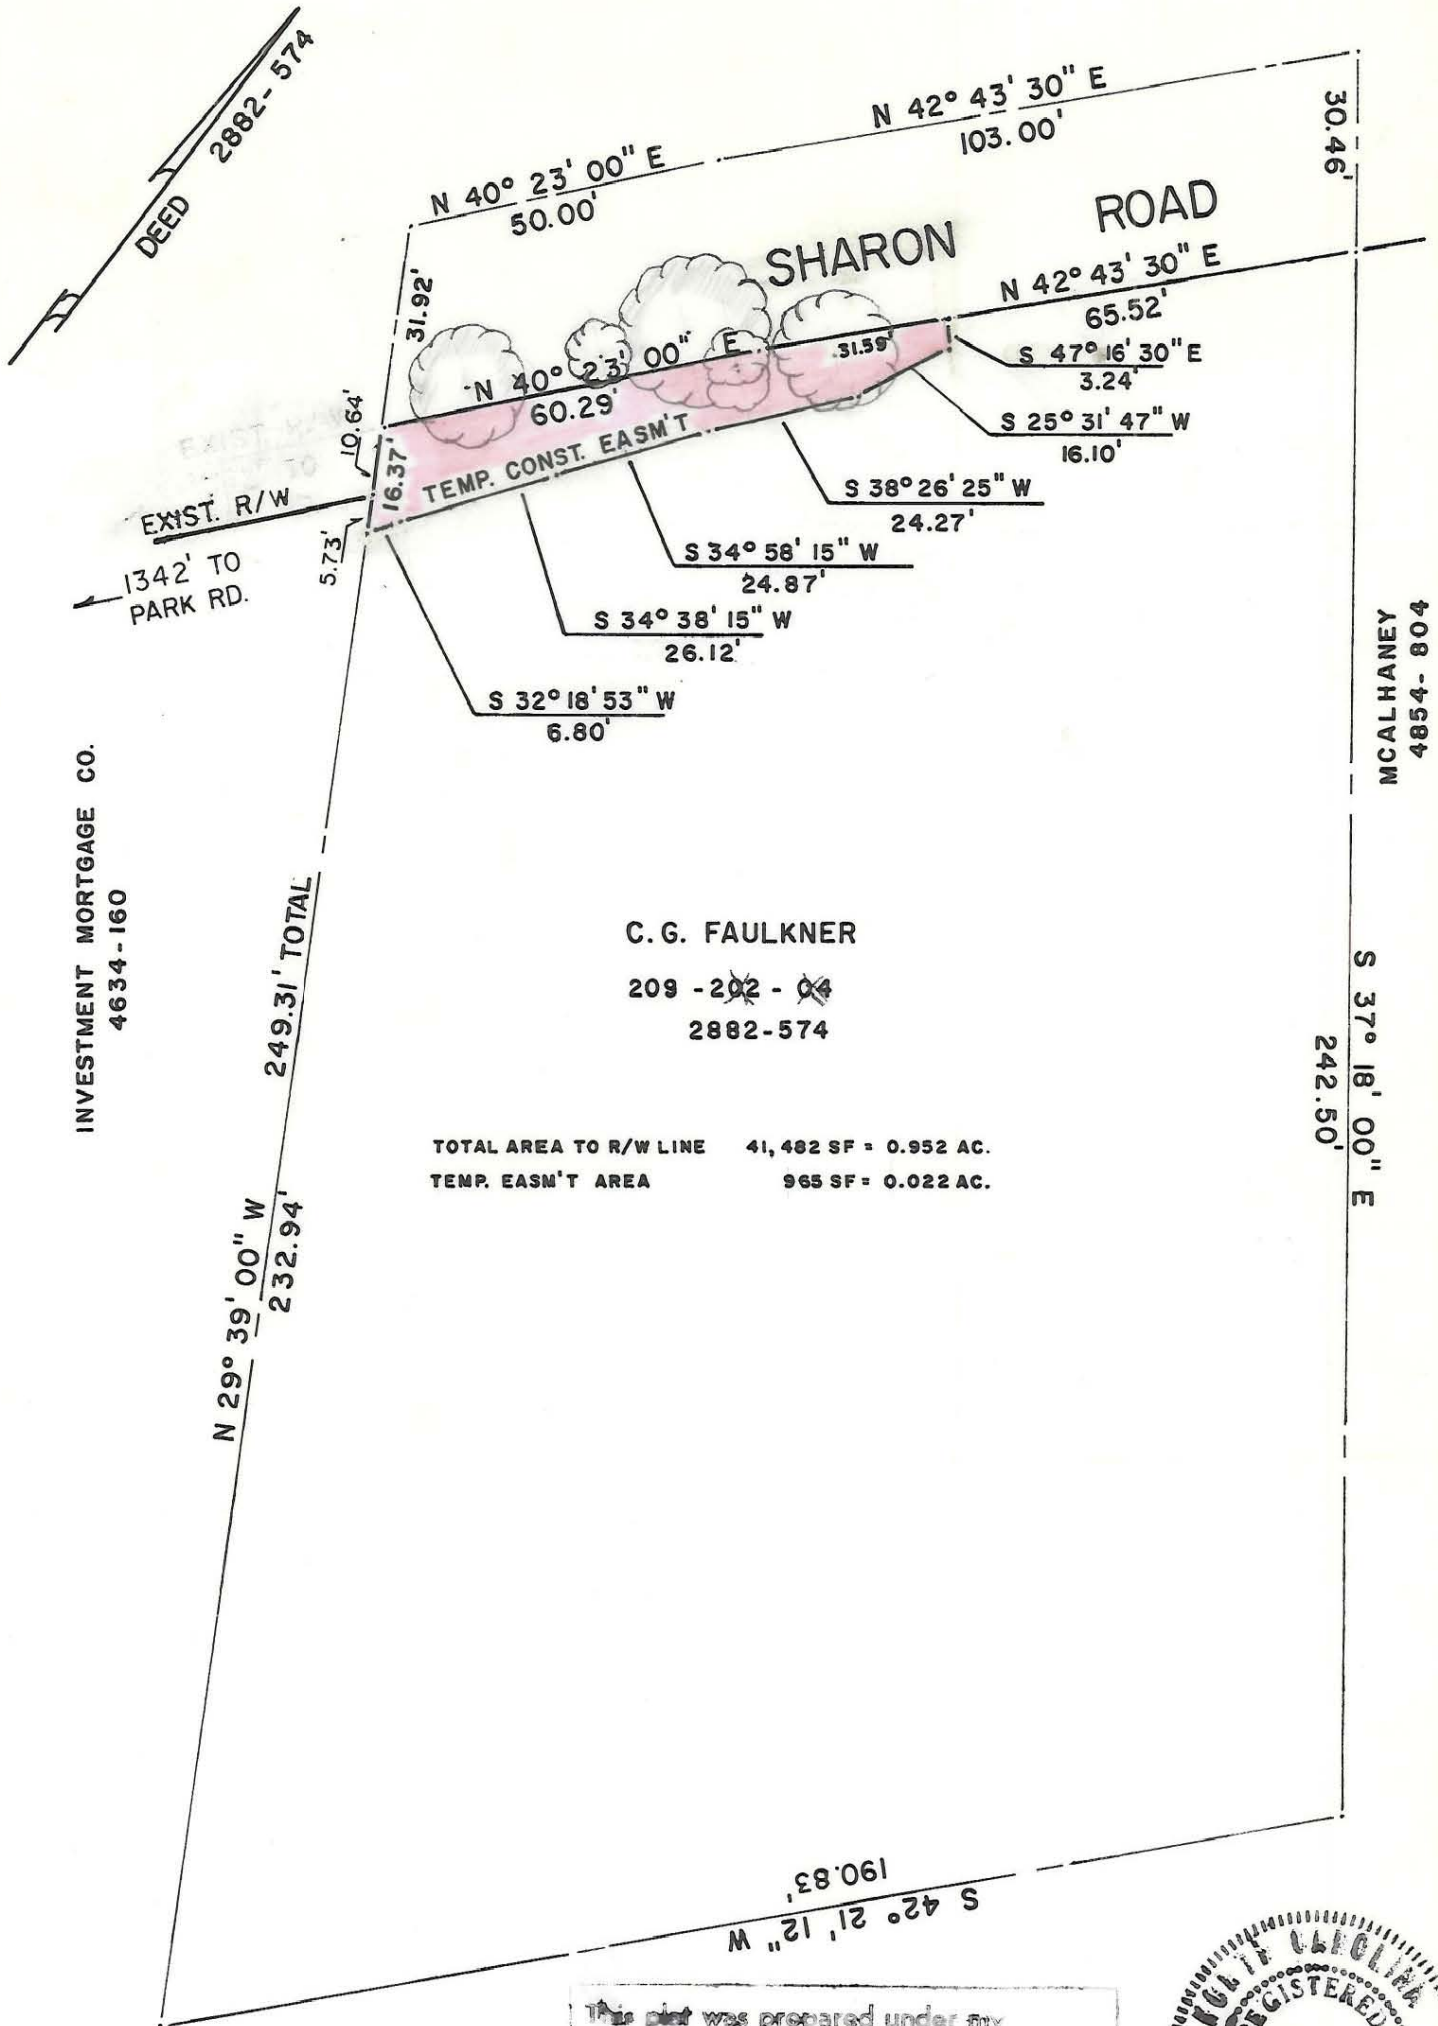 DEED 2882-574
N 42° 43' 30" E
103.00'
30.46'
N 40° 23' 00" E
50.00'
SHARON ROAD
31.92'
N 42° 43' 30" E
65.52'
N 40° 23' 00" E
60.29'
31.59'
S 47° 16' 30" E
3.24'
10.64'
16.37'
TEMP. CONST. EASM'T
S 25° 31' 47" W
16.10'
EXIST. R/W
5.73'
1342' TO
PARK RD.
S 38° 26' 25" W
24.27'
S 34° 58' 15" W
24.87'
S 34° 38' 15" W
26.12'
S 32° 18' 53" W
6.80'
MCALHANEY
4854-804
INVESTMENT MORTGAGE CO.
4634-160
249.31' TOTAL
C.G. FAULKNER
209-202-04
2882-574
S 37° 18' 00" E
242.50'
TOTAL AREA TO R/W LINE 41,482 SF = 0.952 AC.
TEMP. EASM'T AREA 965 SF = 0.022 AC.
N 29° 39' 00" W
232.94'
190.83'
S 42° 21' 12" W
This plat was prepared under my
NORTH CAROLINA
REGISTERED